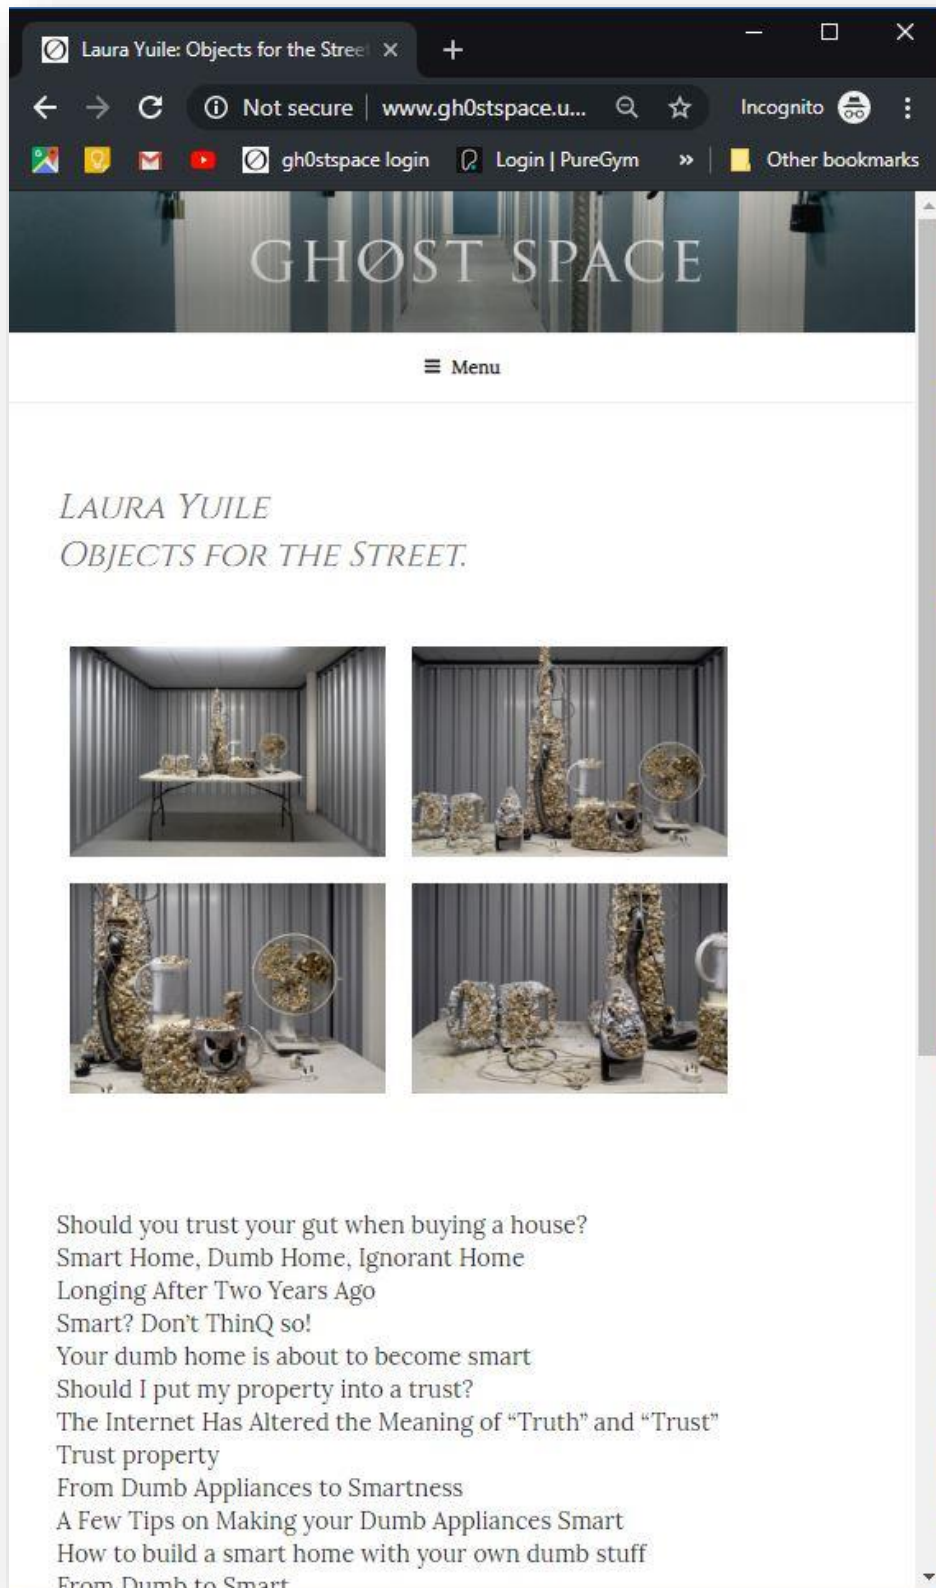 Laura Yuile: Objects for the Street
Not secure | www.gh0stspace.u...
Incognito
gh0stspace login
Login | PureGym
»
Other bookmarks
GHØST SPACE
Menu
LAURA YUILE
OBJECTS FOR THE STREET.
Should you trust your gut when buying a house?
Smart Home, Dumb Home, Ignorant Home
Longing After Two Years Ago
Smart? Don’t ThinQ so!
Your dumb home is about to become smart
Should I put my property into a trust?
The Internet Has Altered the Meaning of “Truth” and “Trust”
Trust property
From Dumb Appliances to Smartness
A Few Tips on Making your Dumb Appliances Smart
How to build a smart home with your own dumb stuff
From Dumb to Smart